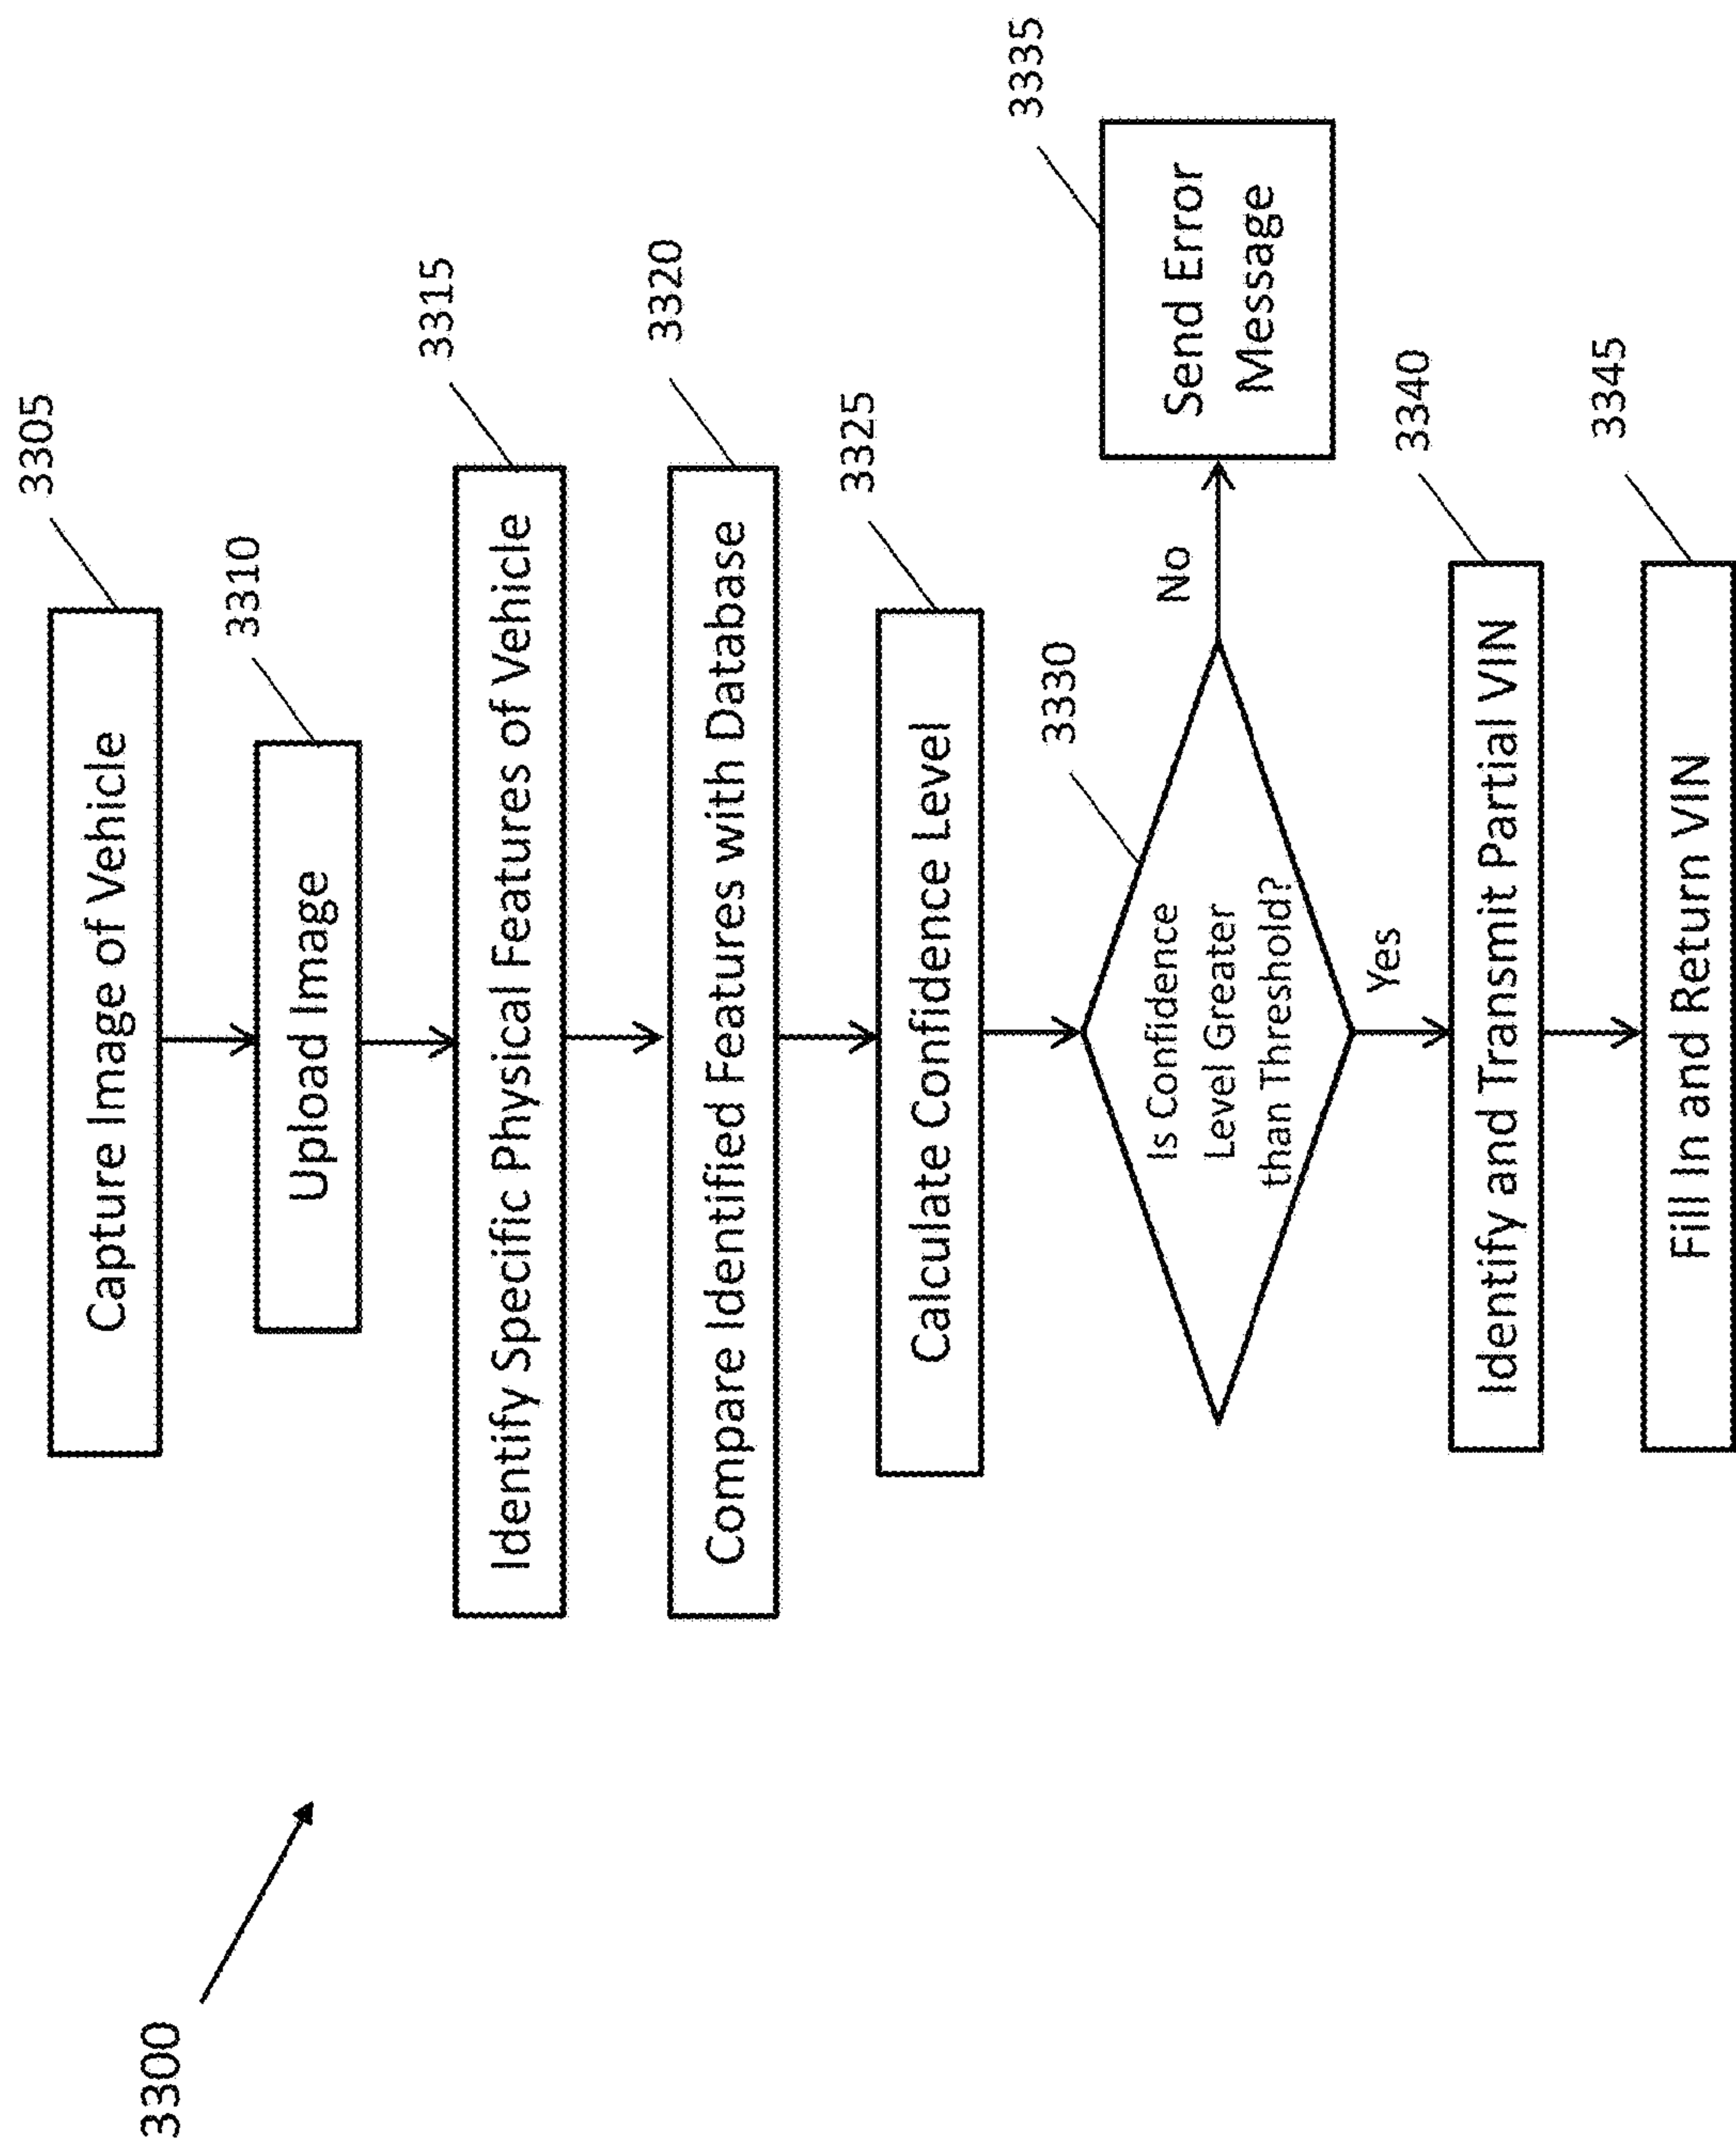 3300
3305
Capture Image of Vehicle
3310
Upload Image
3315
Identify Specific Physical Features of Vehicle
3320
Compare Identified Features with Database
3325
Calculate Confidence Level
3330
Is Confidence
Level Greater
than Threshold?
No
3335
Send Error
Message
Yes
3340
Identify and Transmit Partial VIN
3345
Fill In and Return VIN